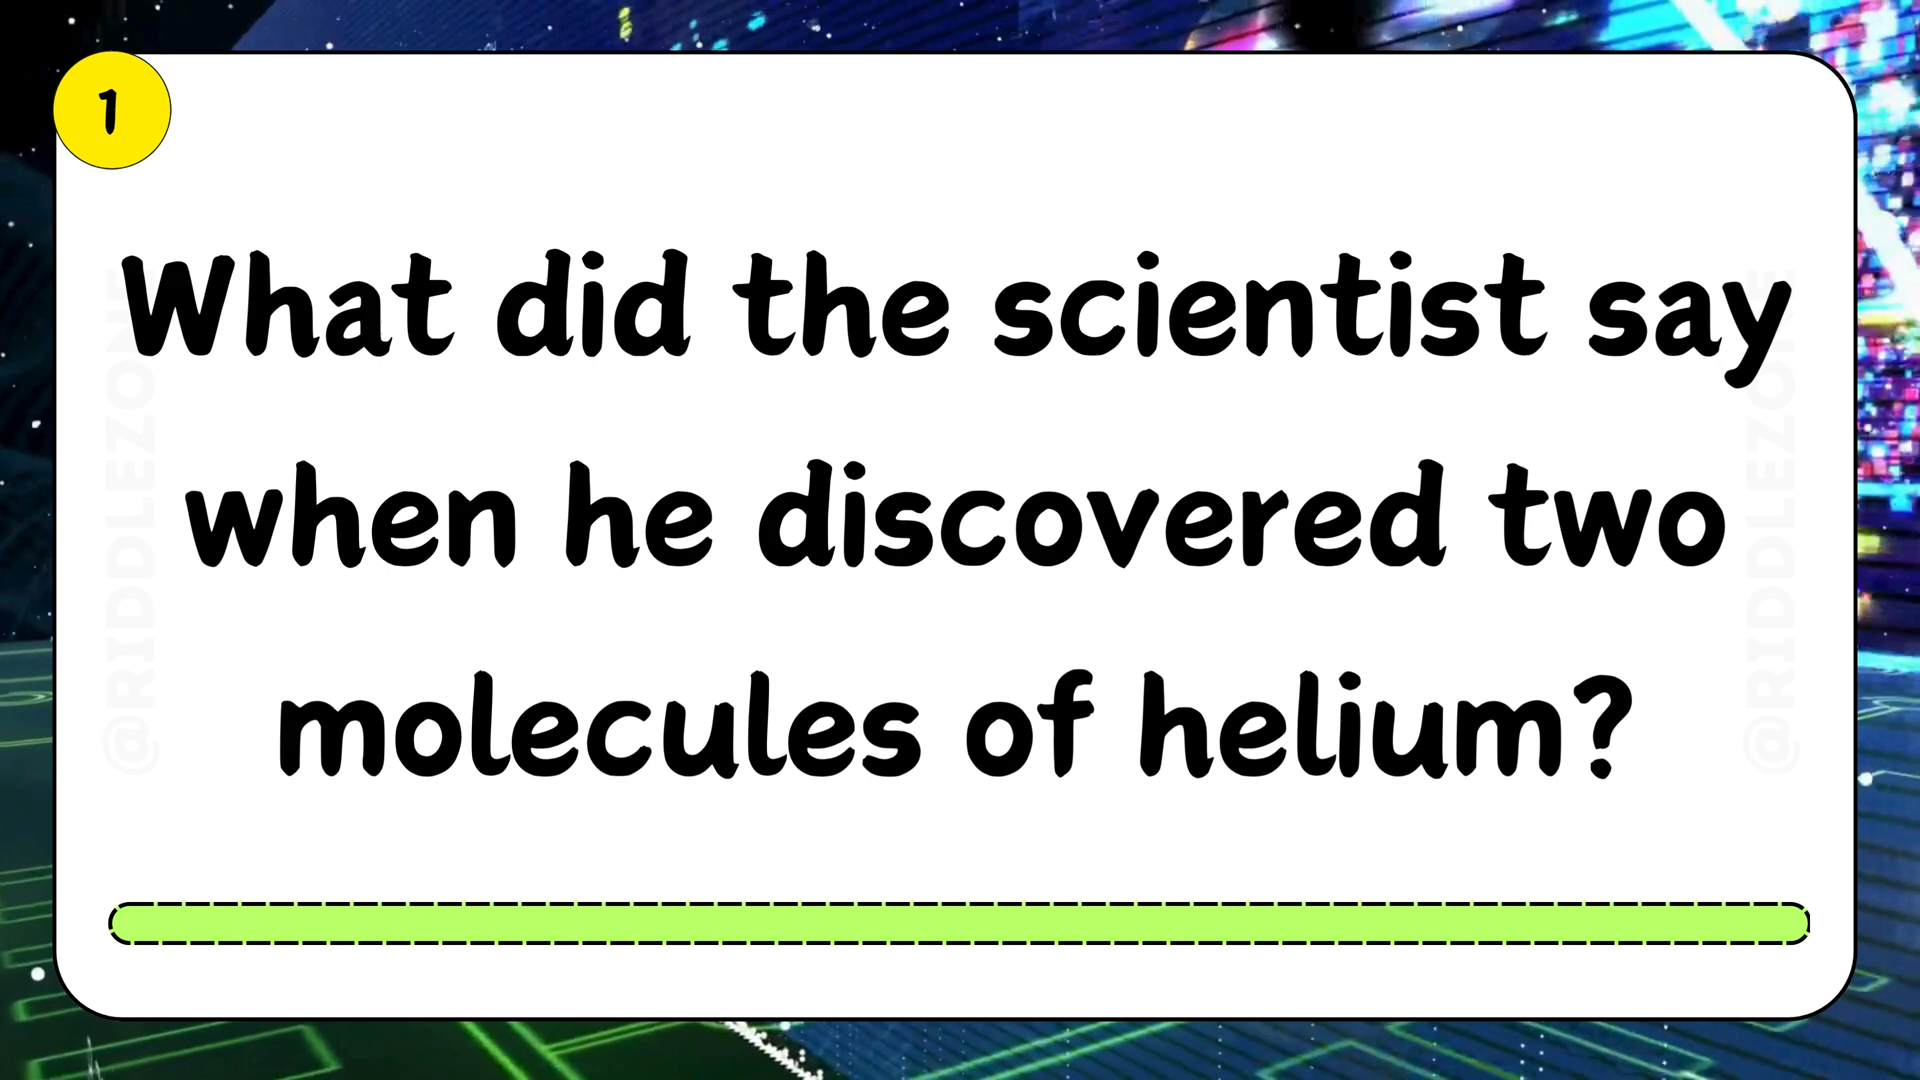 1
What did the scientist say
when he discovered two
molecules of helium?
@RIDDLEZONE
@RIDDLEZONE